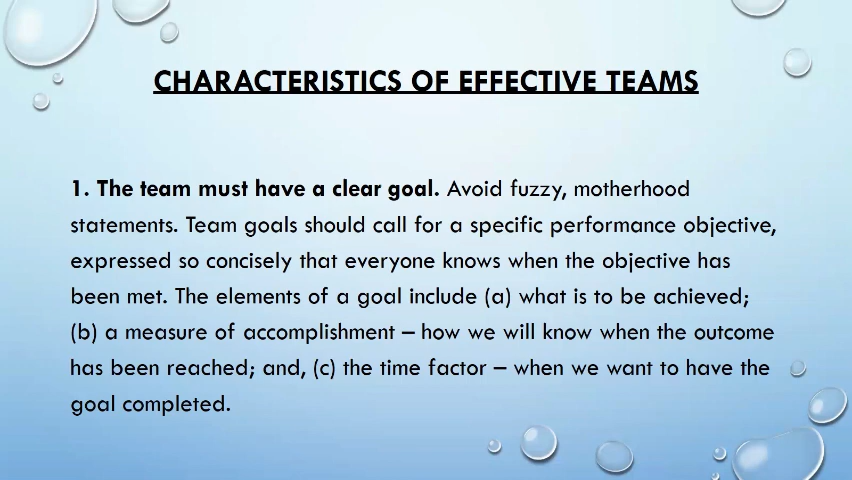 CHARACTERISTICS OF EFFECTIVE TEAMS
1. The team must have a clear goal. Avoid fuzzy, motherhood
statements. Team goals should call for a specific performance objective,
expressed so concisely that everyone knows when the objective has
been met. The elements of a goal include (a) what is to be achieved;
(b) a measure of accomplishment – how we will know when the outcome
has been reached; and, (c) the time factor – when we want to have the
goal completed.